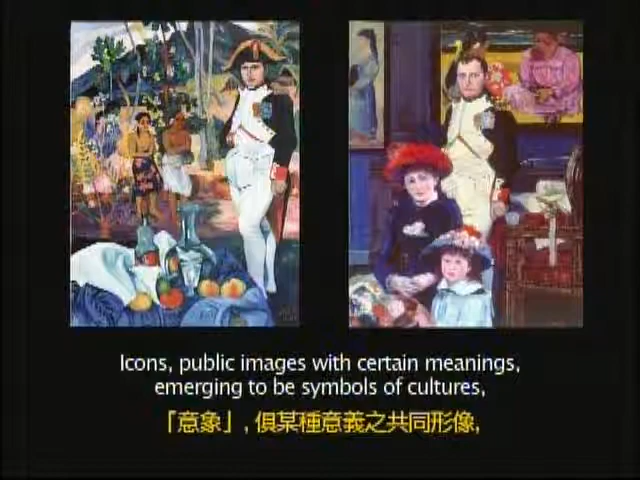 Icons, public images with certain meanings,
emerging to be symbols of cultures,
「意象」, 俱某種意義之共同形像,